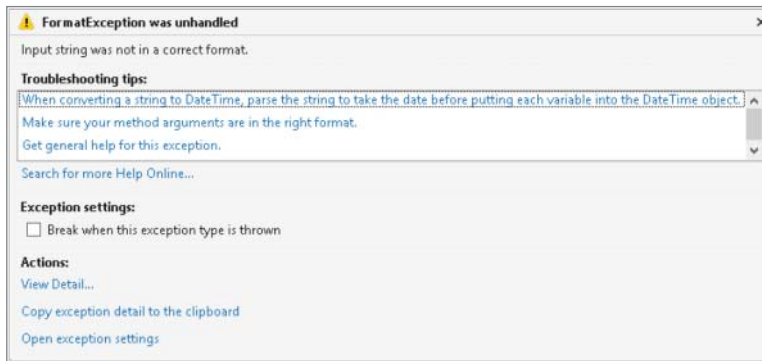 FormatException was unhandled
Input string was not in a correct format.
Troubleshooting tips:
When converting a string to DateTime, parse the string to take the date before putting each variable into the DateTime object.
Make sure your method arguments are in the right format.
Get general help for this exception.
Search for more Help Online...
Exception settings:
Break when this exception type is thrown
Actions:
View Detail...
Copy exception detail to the clipboard
Open exception settings